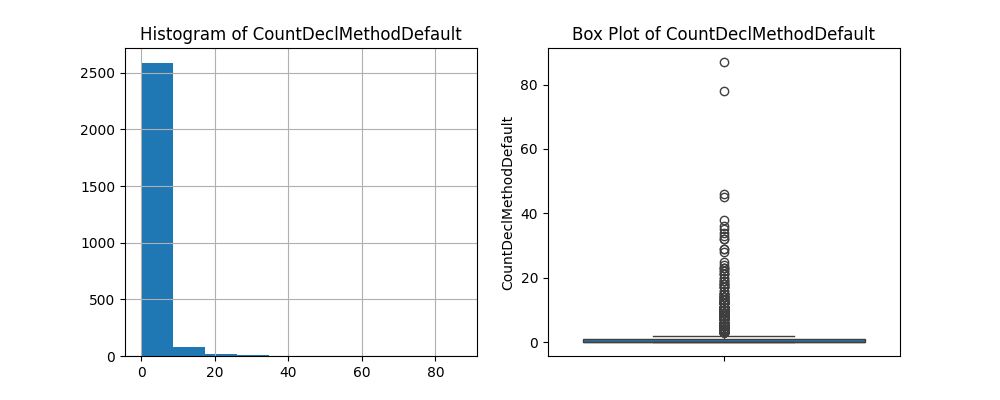 Histogram of CountDeclMethodDefault
2500
2000
1500
1000
500
0
0 20 40 60 80
Box Plot of CountDeclMethodDefault
CountDeclMethodDefault
80
60
40
20
0